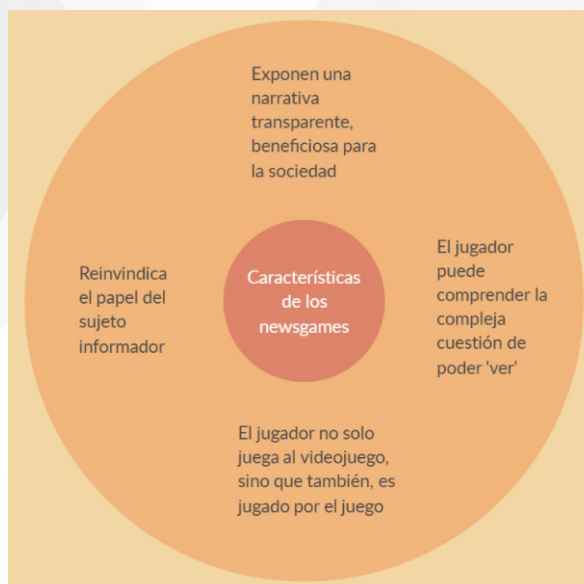 Exponen una
narrativa
transparente,
beneficiosa para
la sociedad
Reinvindica
el papel del
sujeto
informador
Característicias
de los
newsgames
El jugador
puede
comprender la
compleja
cuestión de
poder 'ver'
El jugador no solo
juega al videojuego,
sino que también, es
jugado por el juego